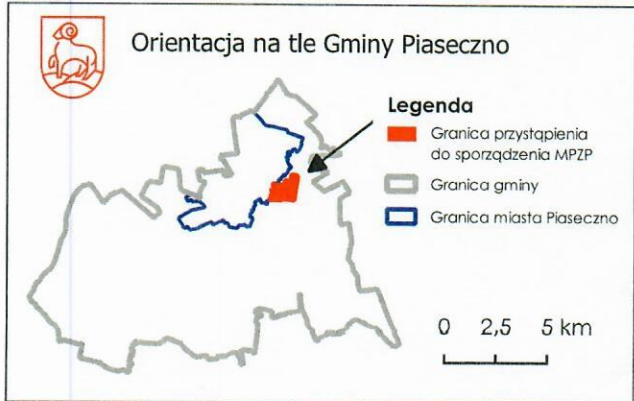 Orientacja na tle Gminy Piaseczno
Legenda
Granica przystąpienia
do sporządzenia MPZP
Granica gminy
Granica miasta Piaseczno
0 2,5 5 km